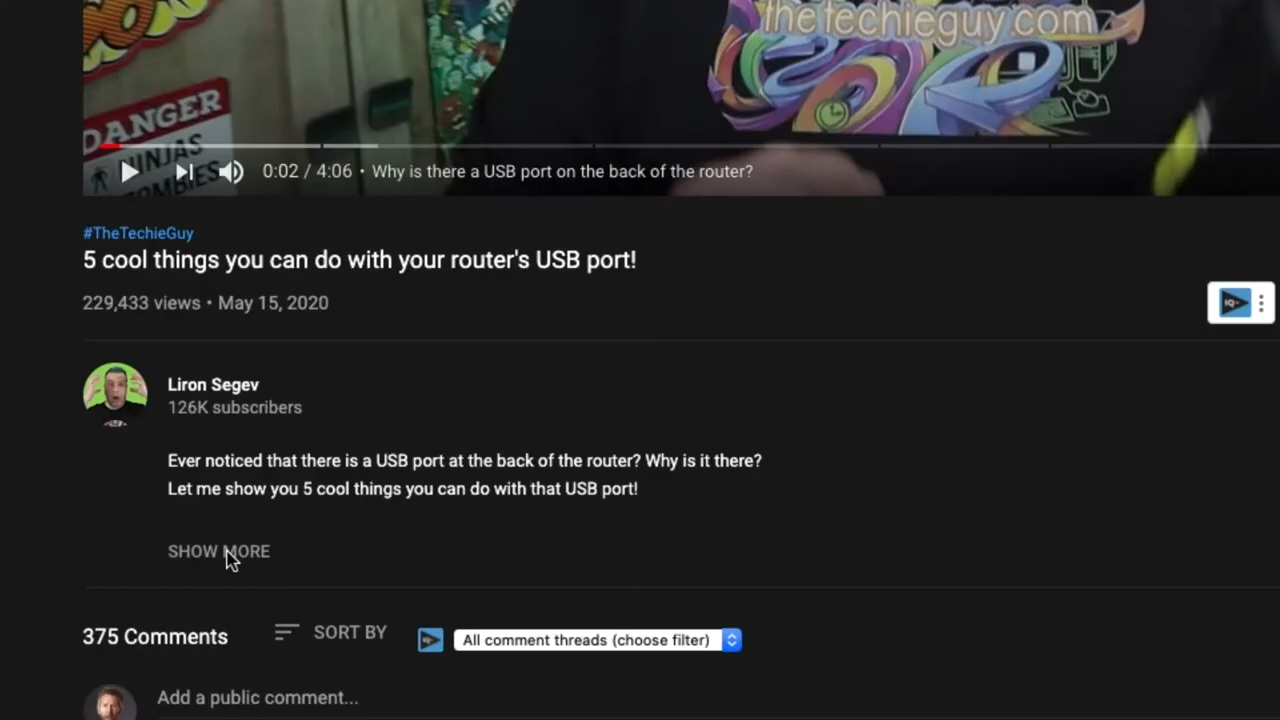 thetechieguy.com
DANGER
NINJAS
ZOMBIES
0:02 / 4:06 • Why is there a USB port on the back of the router?
#TheTechieGuy
5 cool things you can do with your router's USB port!
229,433 views • May 15, 2020
IQ
Liron Segev
126K subscribers
Ever noticed that there is a USB port at the back of the router? Why is it there?
Let me show you 5 cool things you can do with that USB port!
SHOW MORE
375 Comments
SORT BY
All comment threads (choose filter)
Add a public comment...